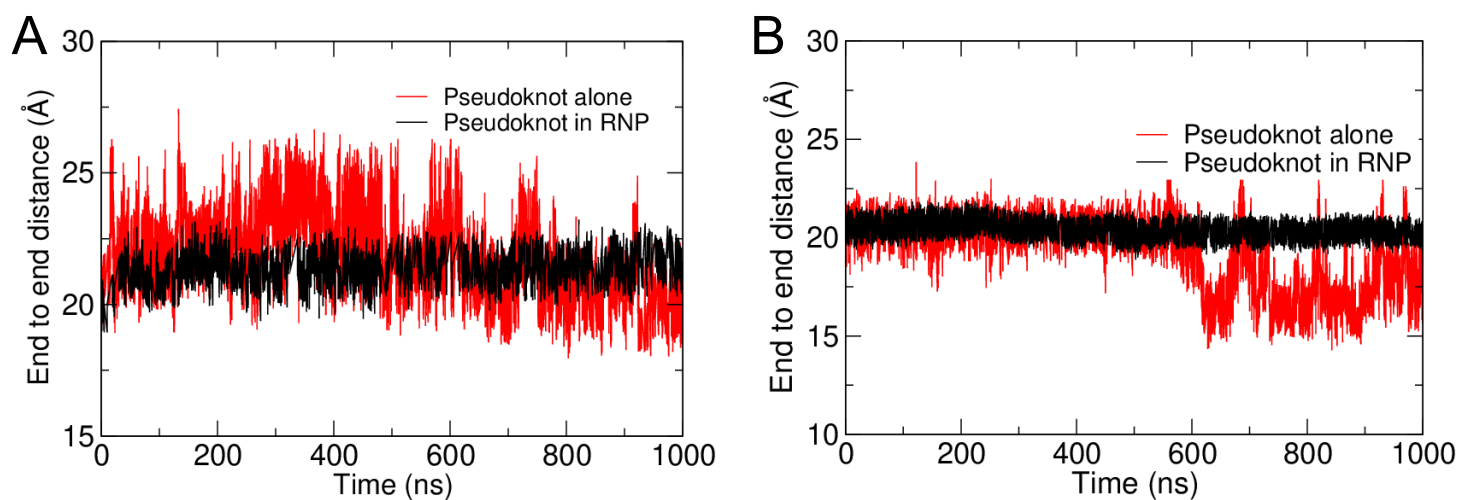 A
30
25
20
15
End to end distance (Å)
Pseudoknot alone
Pseudoknot in RNP
0 200 400 600 800 1000
Time (ns)
B
30
25
20
15
10
End to end distance (Å)
Pseudoknot alone
Pseudoknot in RNP
0 200 400 600 800 1000
Time (ns)